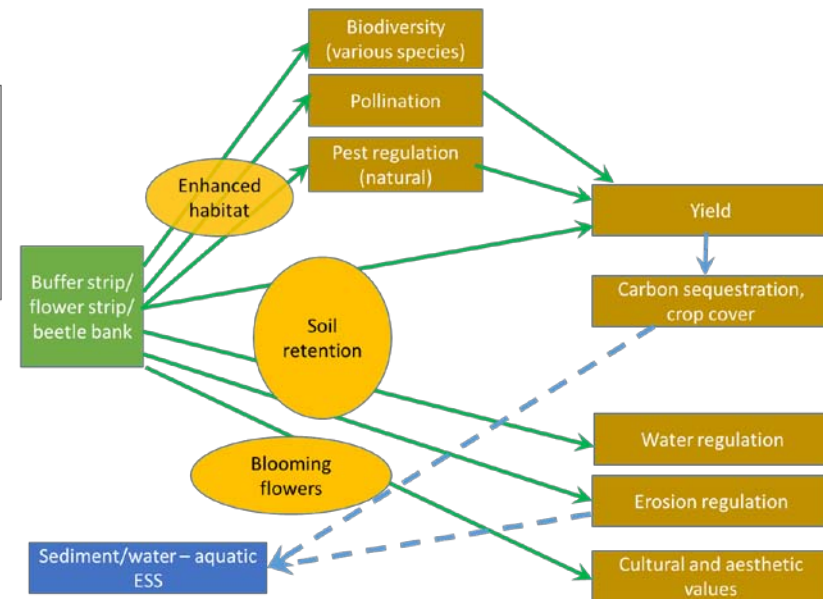 Biodiversity
(various species)
Pollination
Pest regulation
(natural)
Enhanced
habitat
Yield
Buffer strip/
flower strip/
beetle bank
Carbon sequestration,
crop cover
Soil
retention
Water regulation
Blooming
flowers
Erosion regulation
Sediment/water – aquatic
ESS
Cultural and aesthetic
values